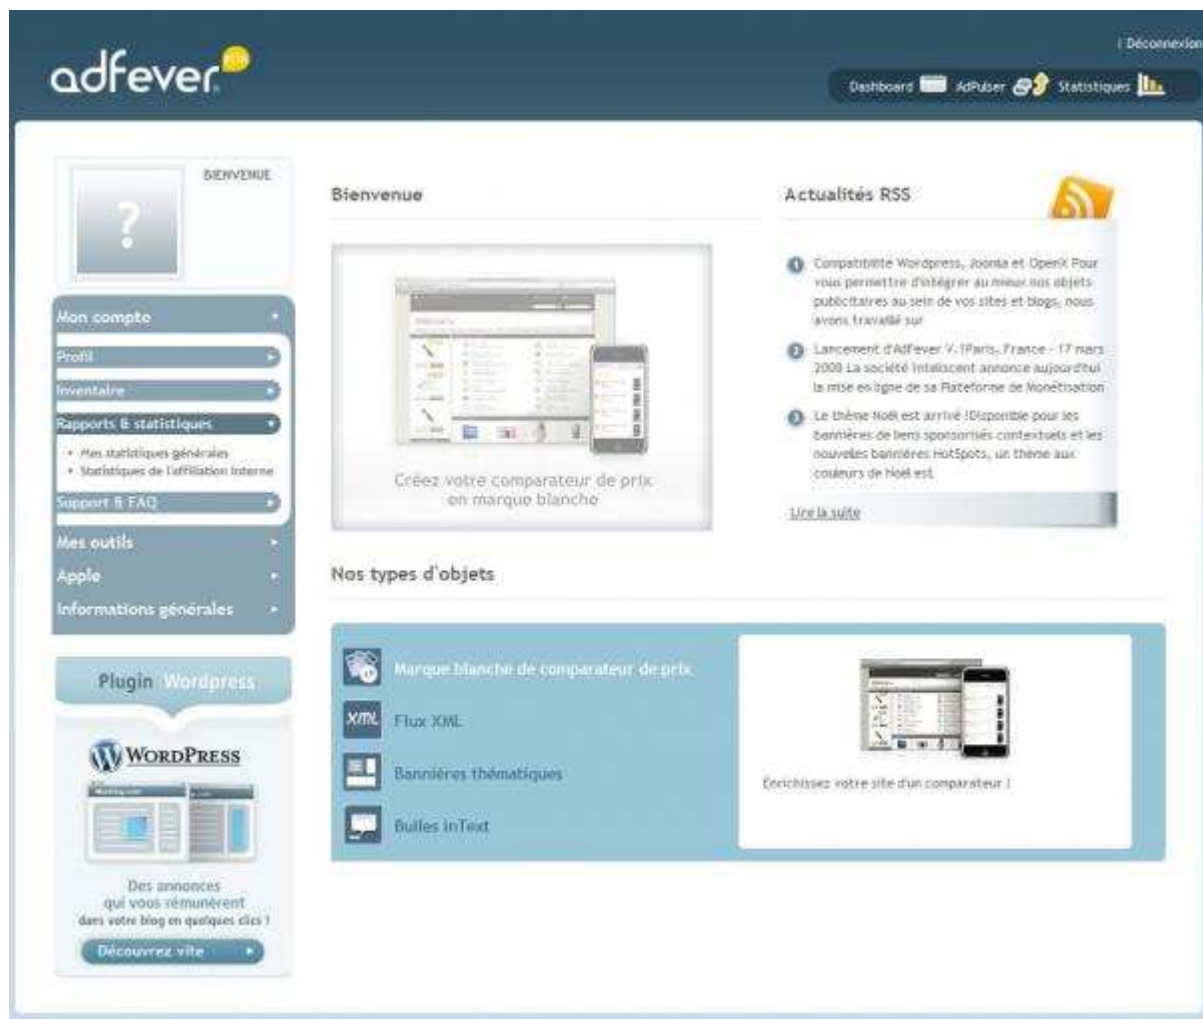 adfever
| Déconnexion
Dashboard AdPulser Statistiques
BIENVENUE
?
Mon compte
Profil
Inventaire
Rapports & statistiques
Mes statistiques générales
Statistiques de l'affiliation interne
Support & FAQ
Mes outils
Apple
Informations générales
Plugin Wordpress
WORDPRESS
Des annonces
qui vous rémunèrent
dans votre blog en quelques clics !
Découvrez vite
Bienvenue
Créez votre comparateur de prix
en marque blanche
Actualités RSS
1 Compatibilité Wordpress, Joomla et OpenX Pour
vous permettre d'intégrer au mieux nos objets
publicitaires au sein de vos sites et blogs, nous
avons travaillé sur
2 Lancement d'AdFever V.1Paris, France - 17 mars
La société Inteliscent annonce aujourd'hui
la mise en ligne de sa Plateforme de Monétisation
3 Le thème Noël est arrivé !Disponible pour les
bannières de liens sponsorisés contextuels et les
nouvelles bannières HotSpots, un thème aux
couleurs de Noël est
Lire la suite
Nos types d'objets
Marque blanche de comparateur de prix
XML Flux XML
Bannières thématiques
Bulles InText
Enrichissez votre site d'un comparateur !